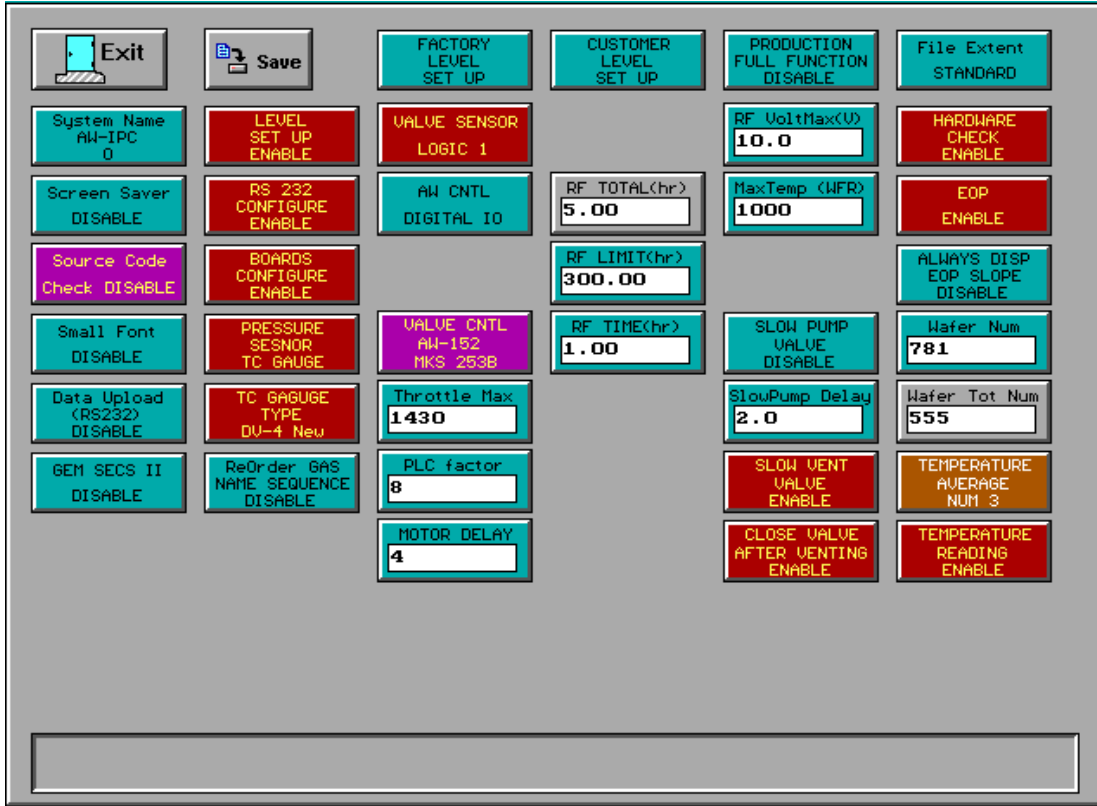 Exit
Save
FACTORY
LEVEL
SET UP
CUSTOMER
LEVEL
SET UP
PRODUCTION
FULL FUNCTION
DISABLE
File Extent
STANDARD
System Name
AW-IPC
0
LEVEL
SET UP
ENABLE
VALVE SENSOR
LOGIC 1
RF VoltMax(V)
10.0
HARDWARE
CHECK
ENABLE
Screen Saver
DISABLE
RS 232
CONFIGURE
ENABLE
AW CNTL
DIGITAL IO
RF TOTAL(hr)
5.00
MaxTemp (WFR)
1000
EOP
ENABLE
Source Code
Check DISABLE
BOARDS
CONFIGURE
ENABLE
RF LIMIT(hr)
300.00
ALWAYS DISP
EOP SLOPE
DISABLE
Small Font
DISABLE
PRESSURE
SESNOR
TC GAUGE
VALVE CNTL
AW-152
MKS 253B
RF TIME(hr)
1.00
SLOW PUMP
VALVE
DISABLE
Wafer Num
781
Data Upload
(RS232)
DISABLE
TC GAGUGE
TYPE
DV-4 New
Throttle Max
1430
SlowPump Delay
2.0
Wafer Tot Num
555
GEM SECS II
DISABLE
ReOrder GAS
NAME SEQUENCE
DISABLE
PLC factor
8
SLOW VENT
VALVE
ENABLE
TEMPERATURE
AVERAGE
NUM 3
MOTOR DELAY
4
CLOSE VALVE
AFTER VENTING
ENABLE
TEMPERATURE
READING
ENABLE